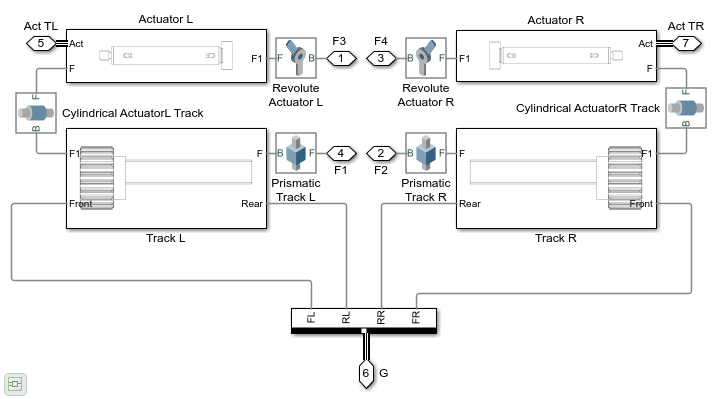 Act TL
Actuator L
F3
F4
Actuator R
Act TR
5
Act
F
F1
F
B
1
3
B
F
F1
Act
F
7
Revolute
Actuator L
Revolute
Actuator R
F
B
Cylindrical ActuatorL Track
Cylindrical ActuatorR Track
F
B
F1
Front
F
Rear
B
F
4
F1
2
F2
B
F
F
Rear
F1
Front
Prismatic
Track L
Prismatic
Track R
Track L
Track R
FL
RL
RR
FR
6
G